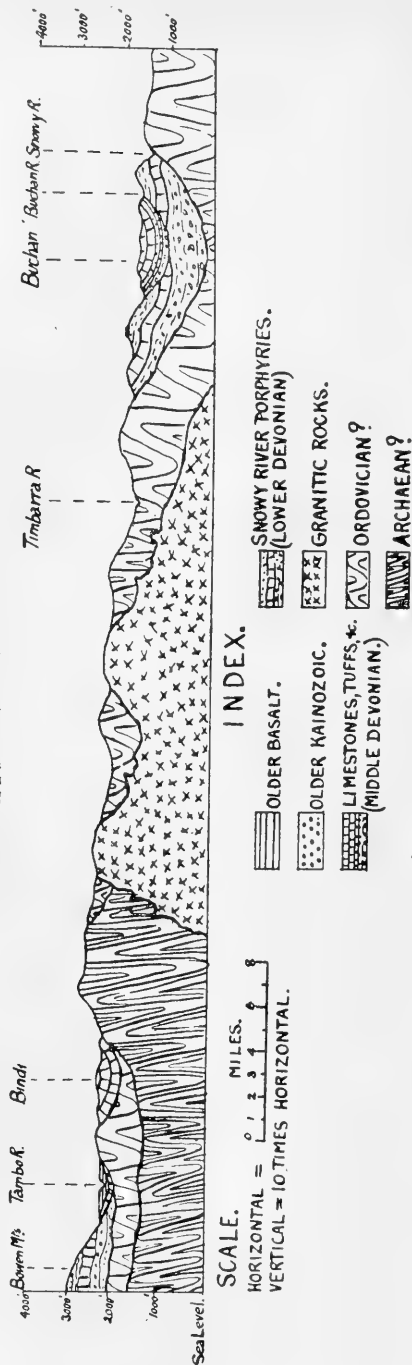 Bowen Mts
Tambo R.
Bindi
Timbarra R
Buchan
Buchan R.
Snowy R.
4000'
3000'
2000'
1000'
Sea Level.
4000'
3000'
2000'
1000'
SCALE.
HORIZONTAL =
0 1 2 3 4 6 8
MILES.
VERTICAL = 10 TIMES HORIZONTAL.
INDEX.
OLDER BASALT.
OLDER KAINOZOIC.
LIMESTONES, TUFFS, &c.
(MIDDLE DEVONIAN.)
SNOWY RIVER PORPHYRIES.
(LOWER DEVONIAN)
GRANITIC ROCKS.
ORDOVICIAN?
ARCHAEAN?